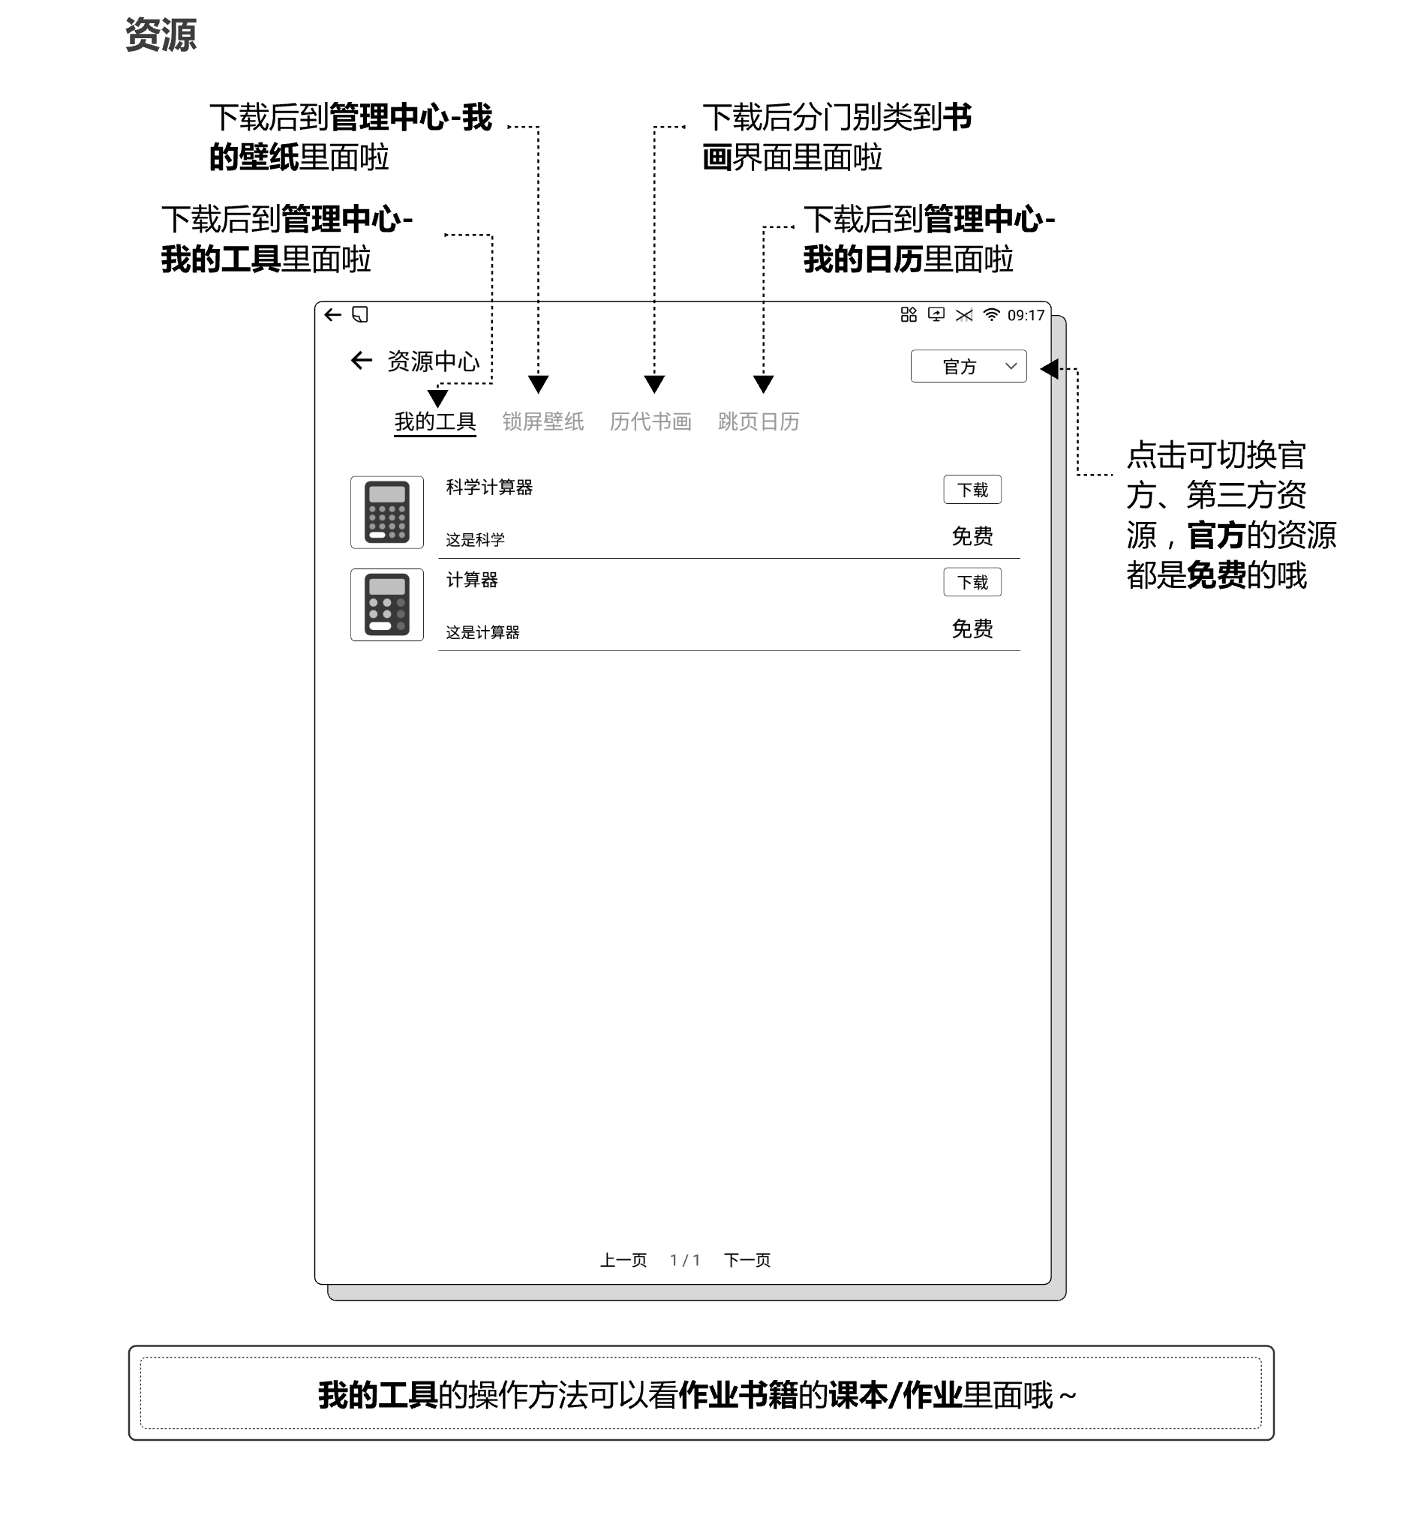 资源
下载后到管理中心-我
的壁纸里面啦
下载后分门别类到书
画界面里面啦
下载后到管理中心-
我的工具里面啦
下载后到管理中心-
我的日历里面啦
09:17
资源中心
官方
我的工具 锁屏壁纸 历代书画 跳页日历
点击可切换官
方、第三方资
源，官方的资源
都是免费的哦
科学计算器
下载
这是科学
免费
计算器
下载
这是计算器
免费
上一页 1 / 1 下一页
我的工具的操作方法可以看作业书籍的课本/作业里面哦～